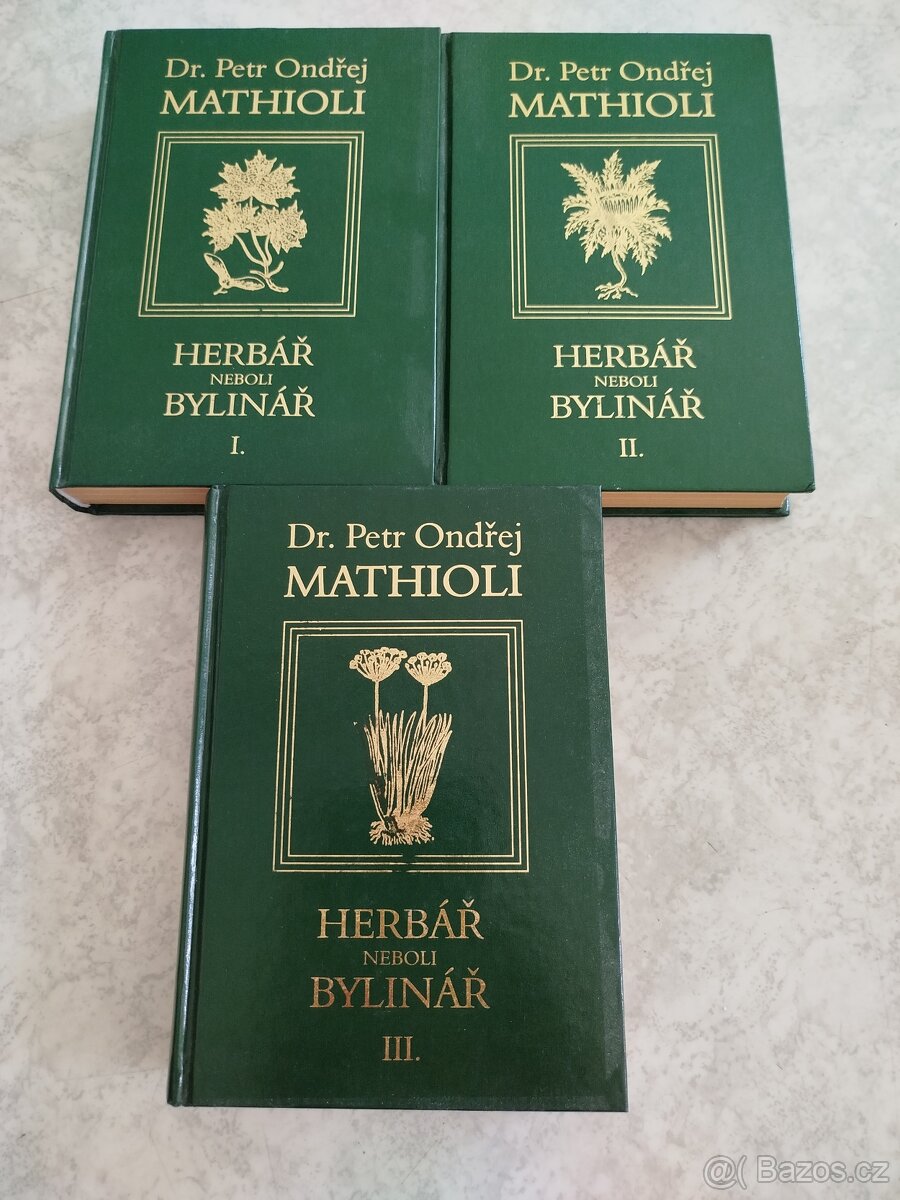 Dr. Petr Ondřej
MATHIOLI
HERBÁŘ
NEBOLI
BYLINÁŘ
I.
Dr. Petr Ondřej
MATHIOLI
HERBÁŘ
NEBOLI
BYLINÁŘ
II.
Dr. Petr Ondřej
MATHIOLI
HERBÁŘ
NEBOLI
BYLINÁŘ
III.
@( Bazos.cz